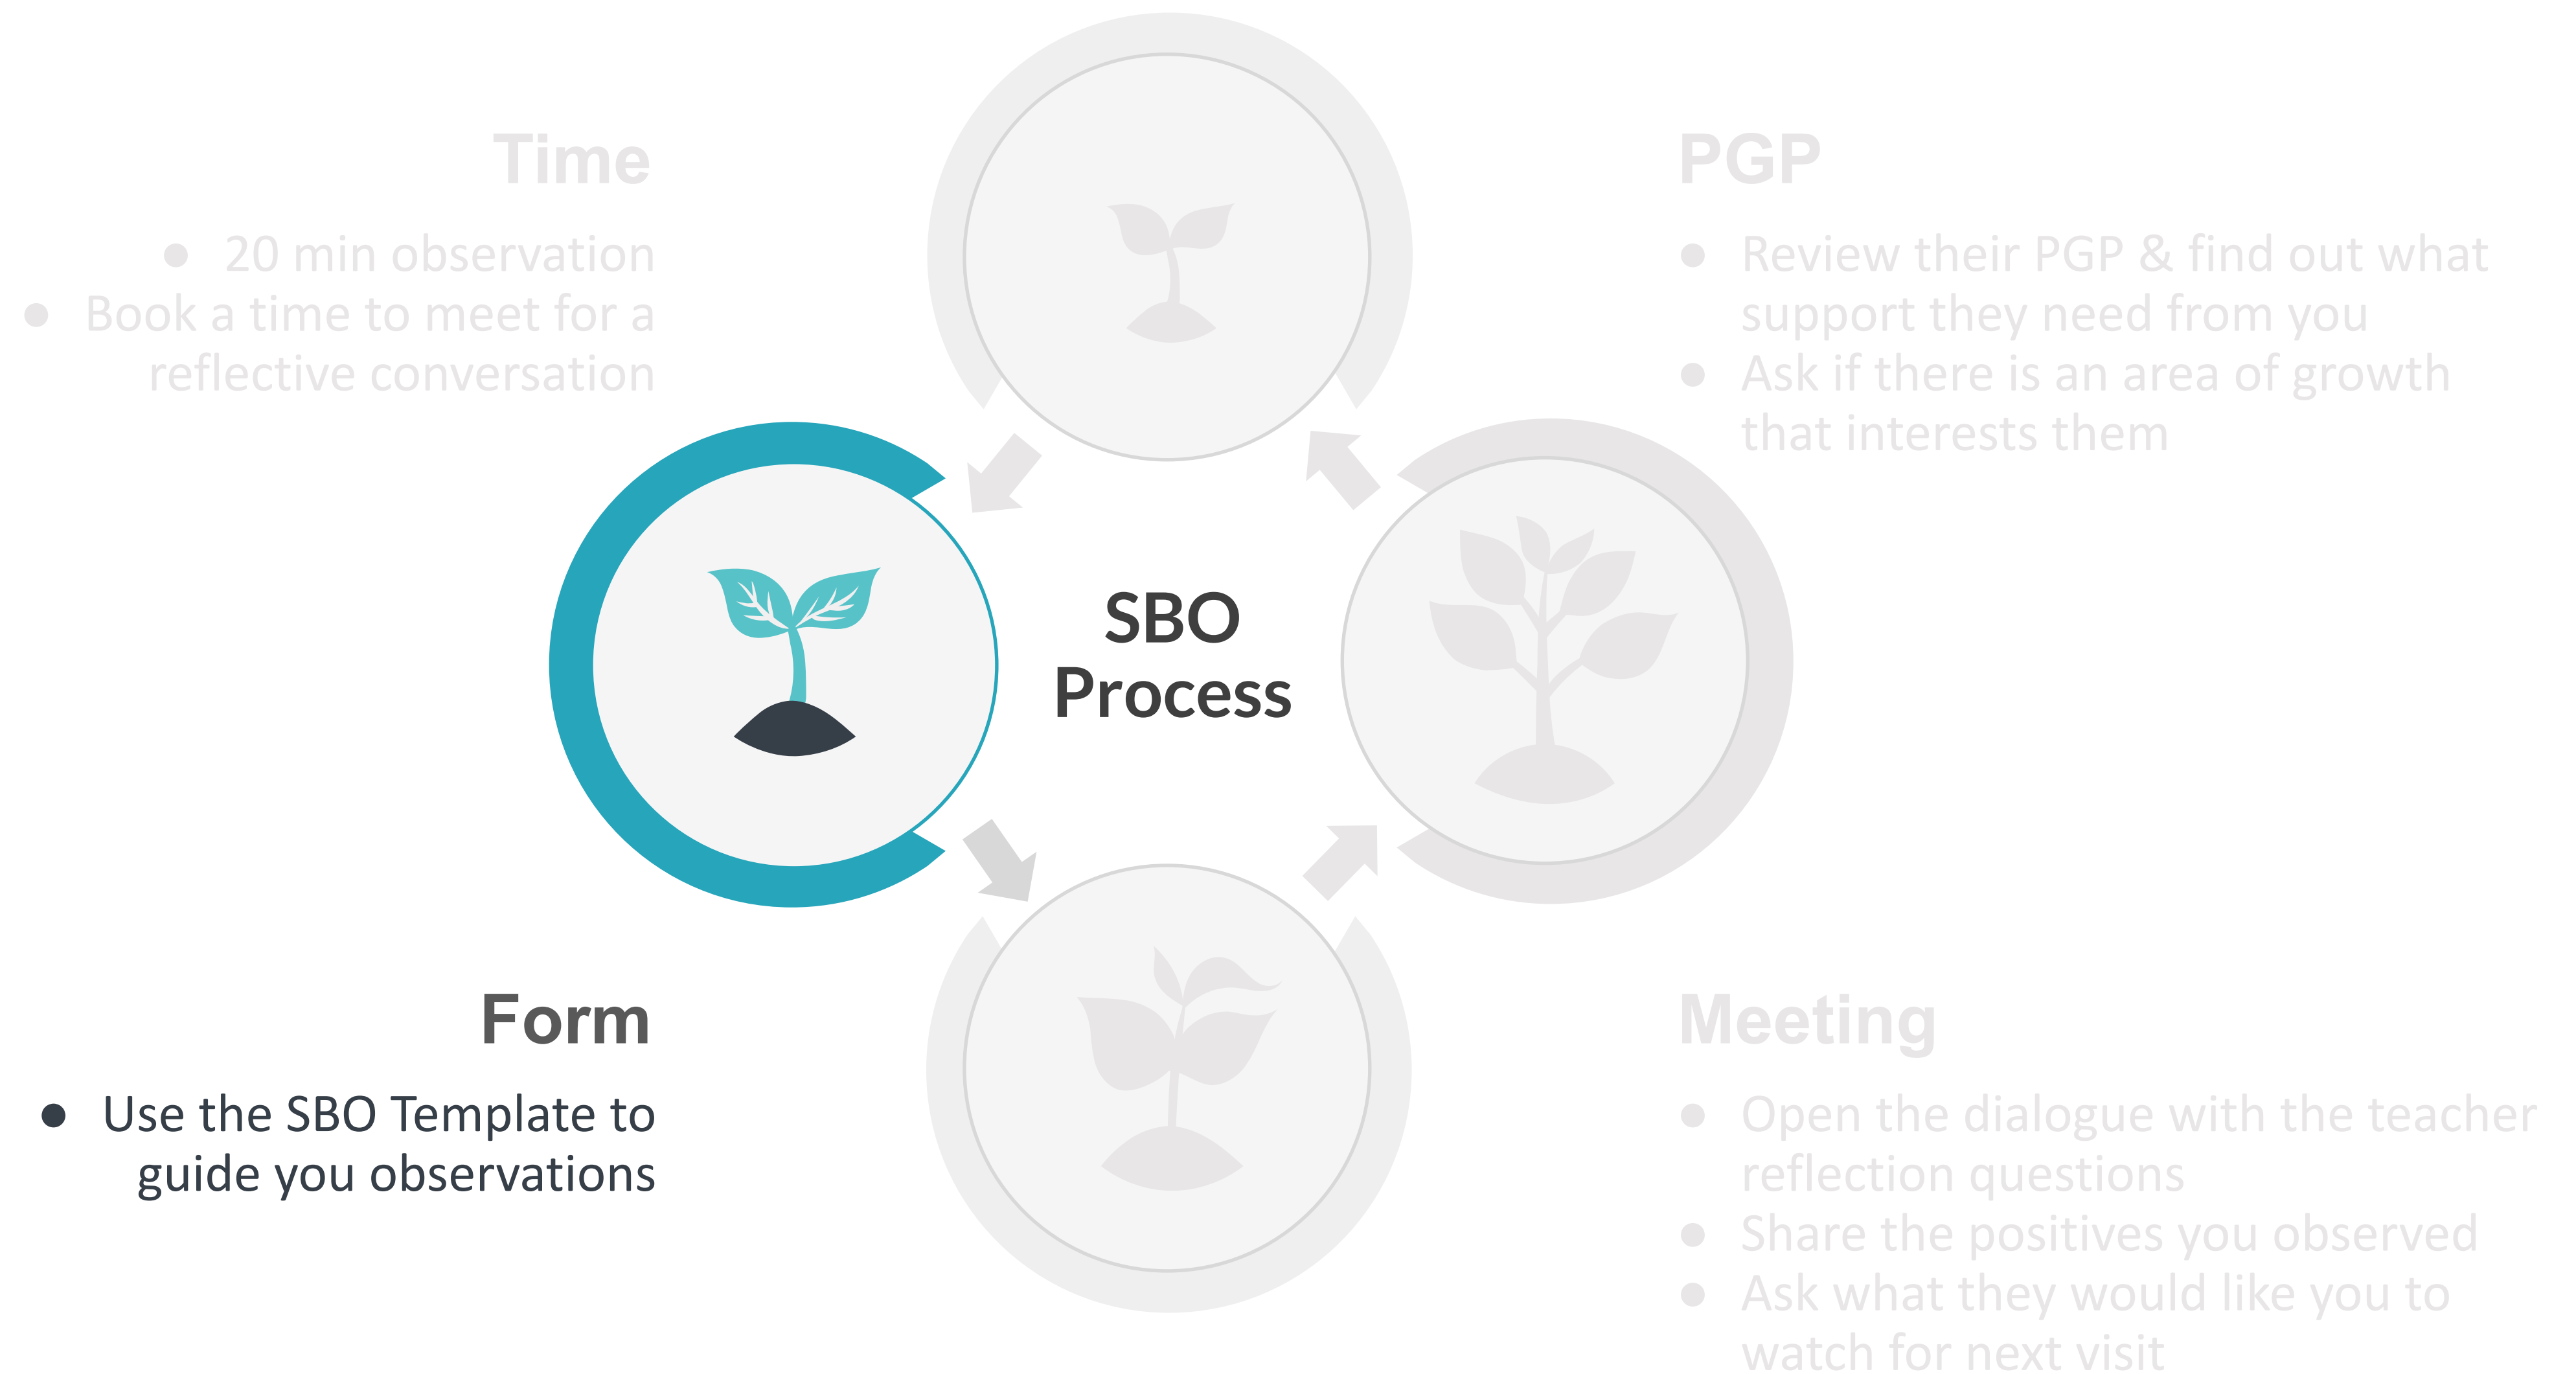 Time
● 20 min observation
● Book a time to meet for a
reflective conversation
PGP
● Review their PGP & find out what
support they need from you
● Ask if there is an area of growth
that interests them
SBO
Process
Form
● Use the SBO Template to
guide you observations
Meeting
● Open the dialogue with the teacher
reflection questions
● Share the positives you observed
● Ask what they would like you to
watch for next visit